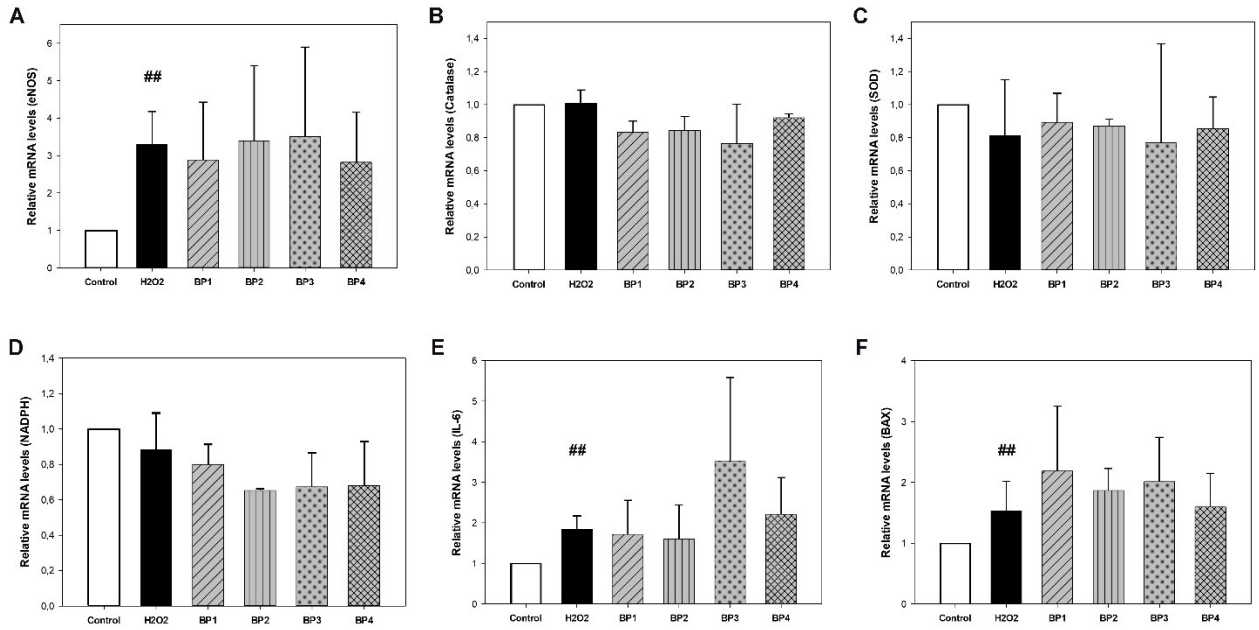 A
Relative mRNA levels (eNOS)
6
5
4
3
2
1
0
##
Control H2O2 BP1 BP2 BP3 BP4
B
Relative mRNA levels (Catalase)
1,4
1,2
1,0
0,8
0,6
0,4
0,2
0,0
Control H2O2 BP1 BP2 BP3 BP4
C
Relative mRNA levels (SOD)
1,4
1,2
1,0
0,8
0,6
0,4
0,2
0,0
Control H2O2 BP1 BP2 BP3 BP4
D
Relative mRNA levels (NADPH)
1,4
1,2
1,0
0,8
0,6
0,4
0,2
0,0
Control H2O2 BP1 BP2 BP3 BP4
E
Relative mRNA levels (IL-6)
6
5
4
3
2
1
0
##
Control H2O2 BP1 BP2 BP3 BP4
F
Relative mRNA levels (BAX)
4
3
2
1
0
##
Control H2O2 BP1 BP2 BP3 BP4